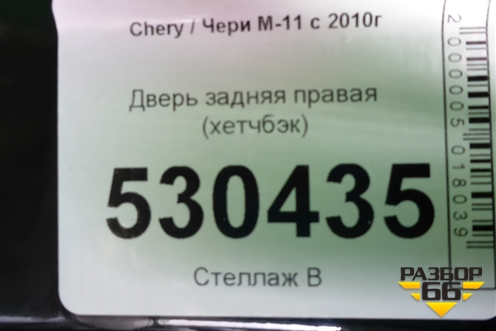 Chery / Чери М-11 с 2010г
Дверь задняя правая
(хетчбэк)
530435
Стеллаж В
2000005018039
РАЗБОР
66